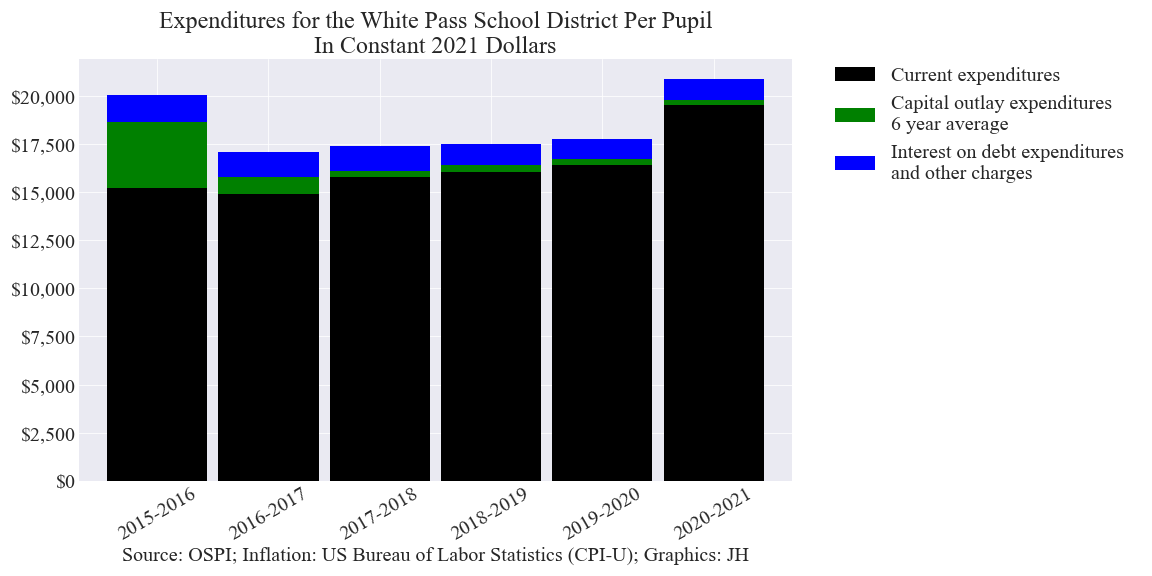 Expenditures for the White Pass School District Per Pupil
In Constant 2021 Dollars
Current expenditures
Capital outlay expenditures
6 year average
Interest on debt expenditures
and other charges
$20,000
$17,500
$15,000
$12,500
$10,000
$7,500
$5,000
$2,500
$0
2015-2016
2016-2017
2017-2018
2018-2019
2019-2020
2020-2021
Source: OSPI; Inflation: US Bureau of Labor Statistics (CPI-U); Graphics: JH